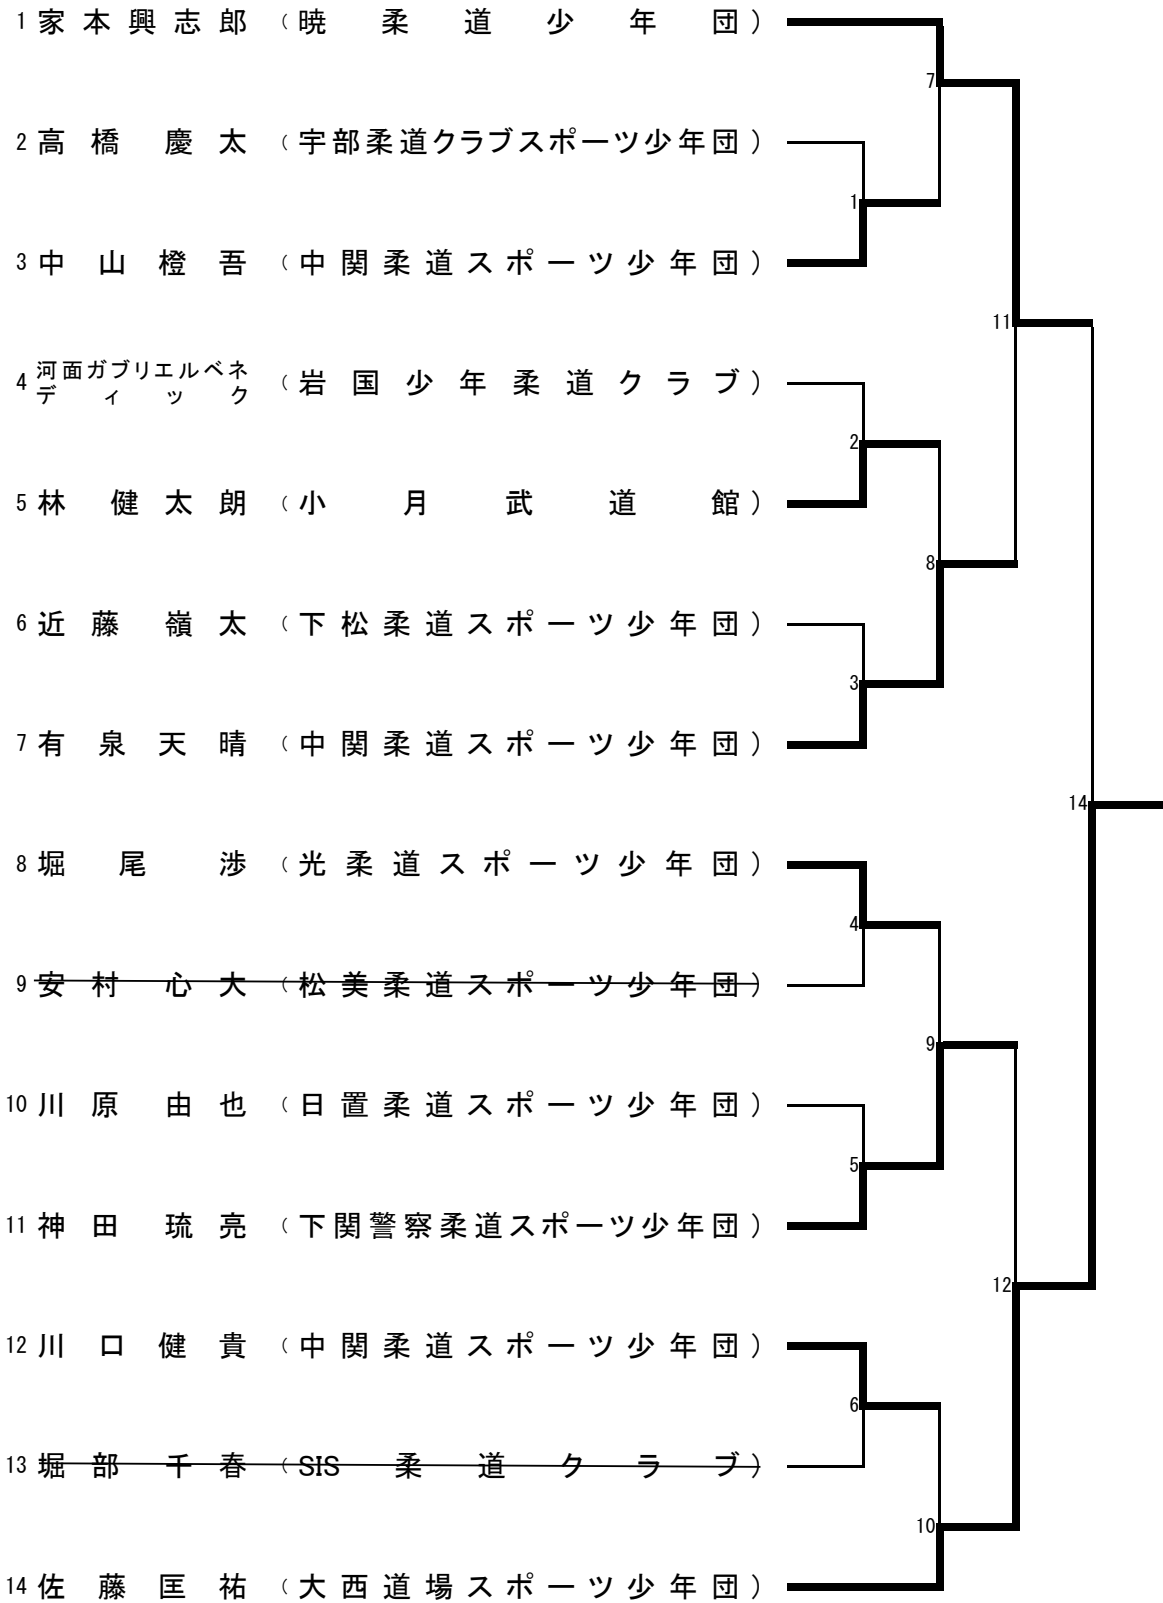 1 家本興志郎 (暁柔道少年団)
7
2 高橋 慶太 (宇部柔道クラブスポーツ少年団)
1
3 中山橙吾 (中関柔道スポーツ少年団)
11
4 河面ガブリエルベネ
ディック (岩国少年柔道クラブ)
2
5 林 健太朗 (小月武道館)
8
6 近藤 嶺太 (下松柔道スポーツ少年団)
3
7 有泉天晴 (中関柔道スポーツ少年団)
14
8 堀尾 渉 (光柔道スポーツ少年団)
4
9 安村 心大 (松美柔道スポーツ少年団)
9
10 川原 由也 (日置柔道スポーツ少年団)
5
11 神田 琉亮 (下関警察柔道スポーツ少年団)
12
12 川口健貴 (中関柔道スポーツ少年団)
6
13 堀部 千春 (SIS柔道クラブ)
10
14 佐藤匡祐 (大西道場スポーツ少年団)